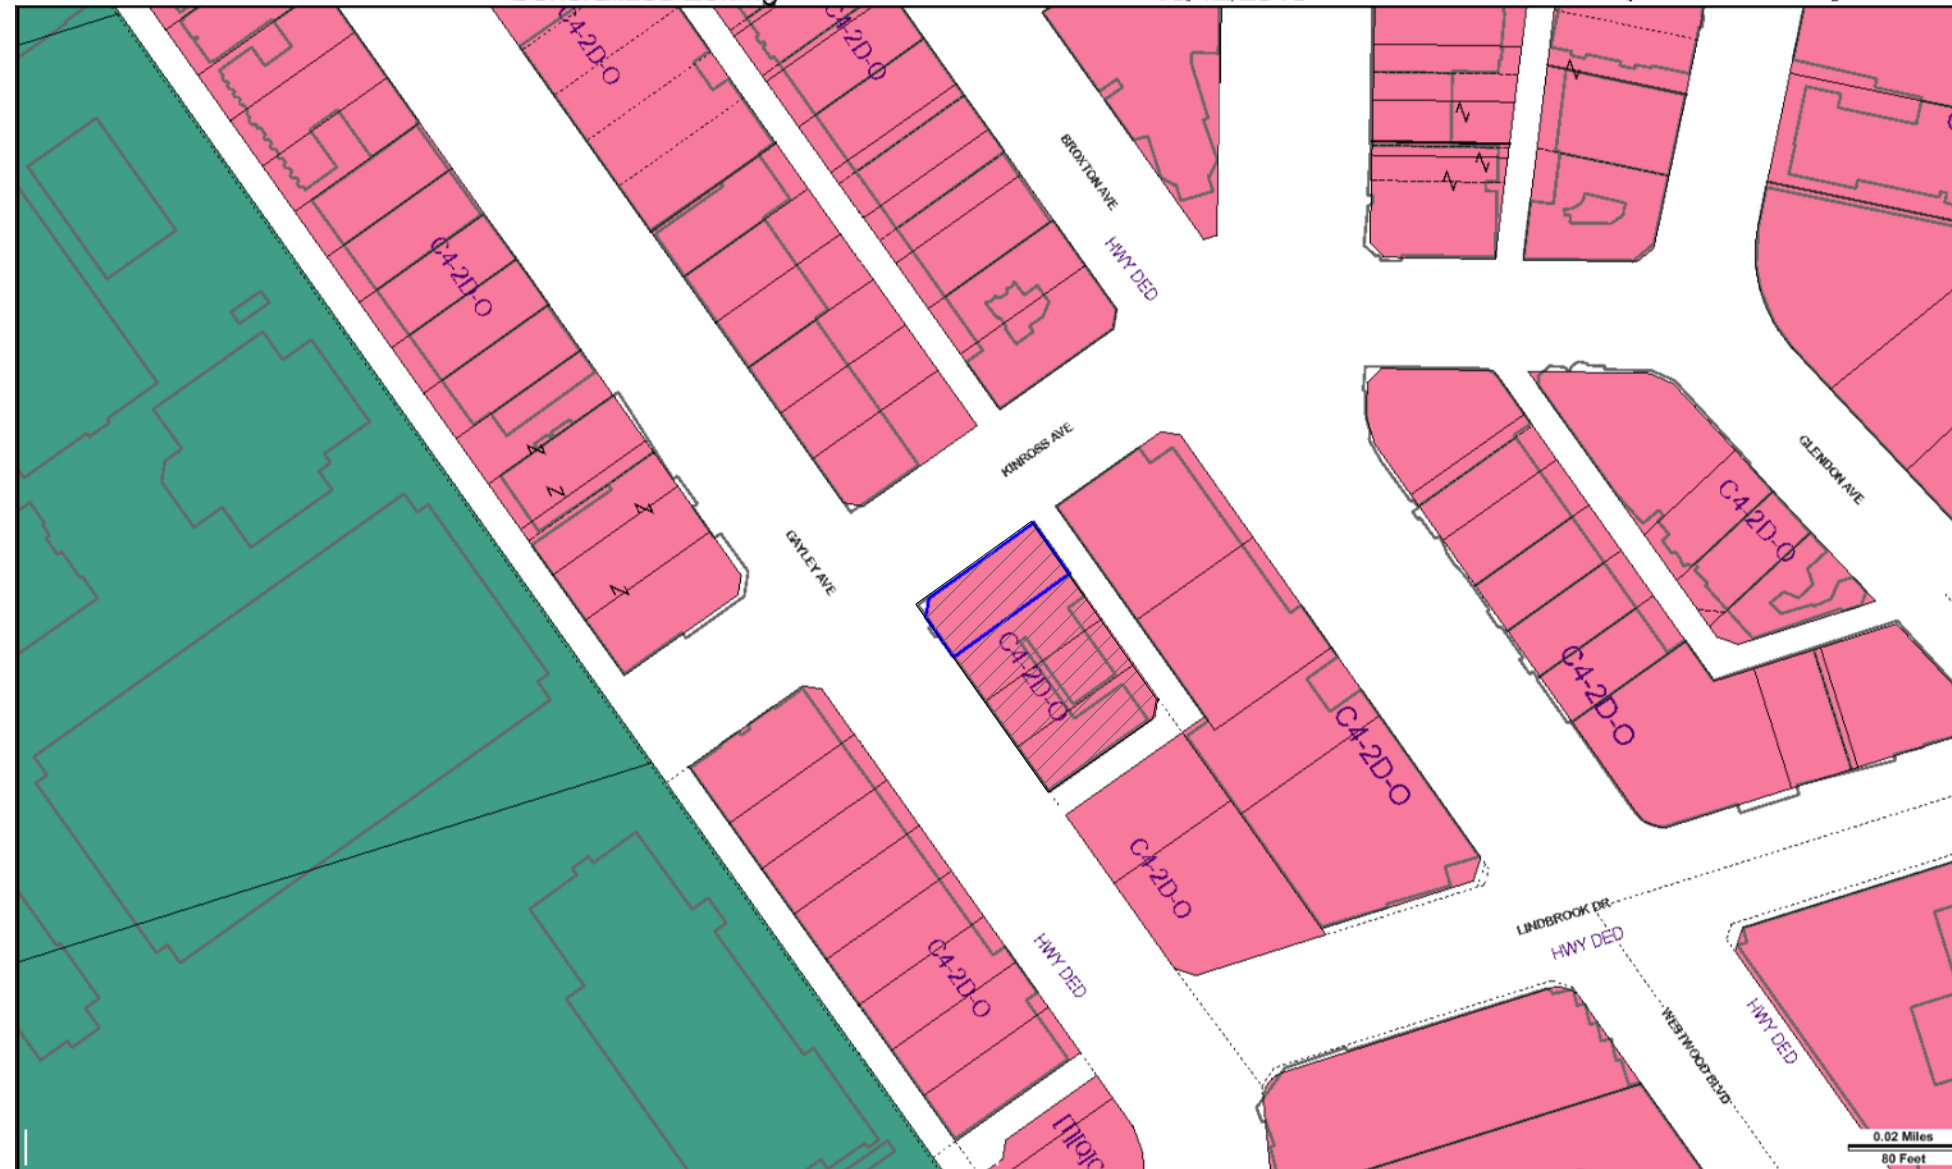 C4-2D-O
C4-2D-O
BROXTON AVE
HWY DED
C4-2D-O
KINROSS AVE
GLENDON AVE
C4-2D-O
GAYLEY AVE
C4-2D-O
C4-2D-O
C4-2D-O
C4-2D-O
LINDBROOK DR
HWY DED
C4-2D-O
HWY DED
WESTWOOD BLVD
HWY DED
0.02 Miles
80 Feet